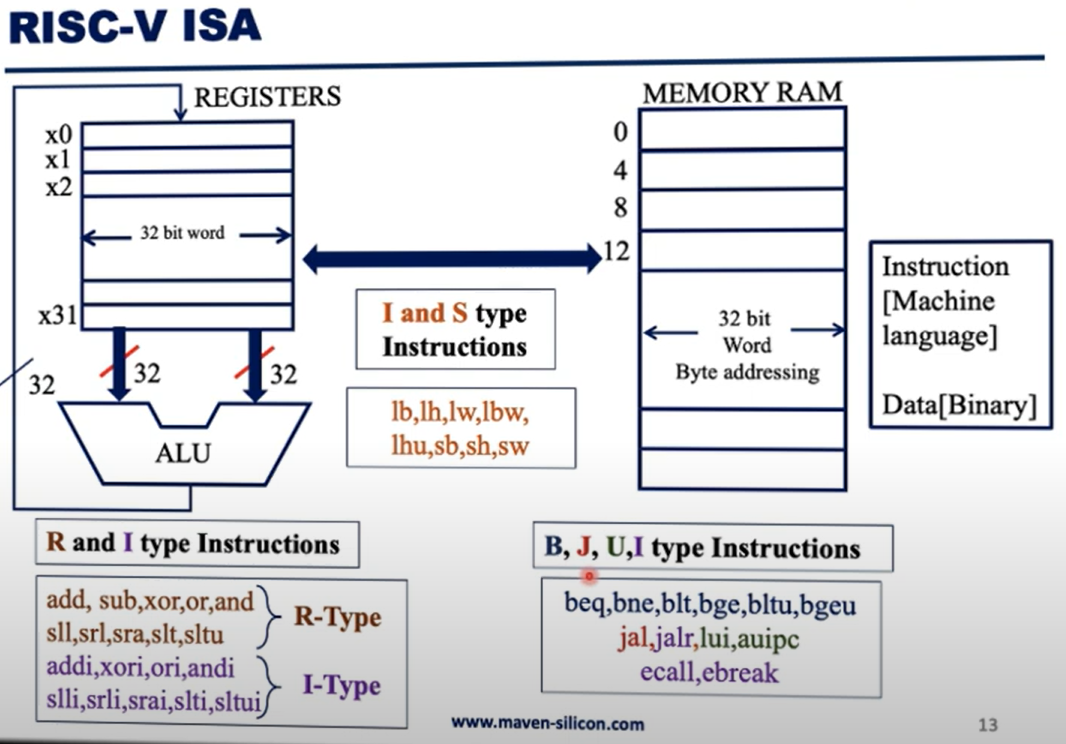 RISC-V ISA
REGISTERS
x0
x1
x2
32 bit word
x31
32
32
32
ALU
MEMORY RAM
0
4
8
12
32 bit
Word
Byte addressing
Instruction
[Machine
language]
Data[Binary]
I and S type
Instructions
lb,lh,lw,lbw,
lhu,sb,sh,sw
R and I type Instructions
add, sub,xor,or,and
sll,srl,sra,slt,sltu
R-Type
addi,xori,ori,andi
slli,srli,srai,slti,sltui
I-Type
B, J, U,I type Instructions
beq,bne,blt,bge,bltu,bgeu
jal,jalr,lui,auipc
ecall,ebreak
www.maven-silicon.com
13